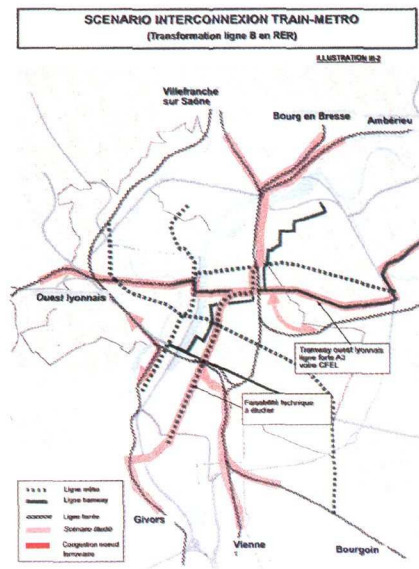 SCENARIO INTERCONNEXION TRAIN-METRO
(Transformation ligne B en RER)
ILLUSTRATION III-2
Villefranche
sur Saône
Bourg en Bresse
Ambérieu
Ouest lyonnais
Tramway ouest lyonnais
ligne forte A3
voire CFEL
Faisabilité technique
à étudier
Ligne métro
Ligne tramway
Ligne ferrée
Scénario étudié
Congestion noeud
ferroviaire
Givors
Vienne
Bourgoin